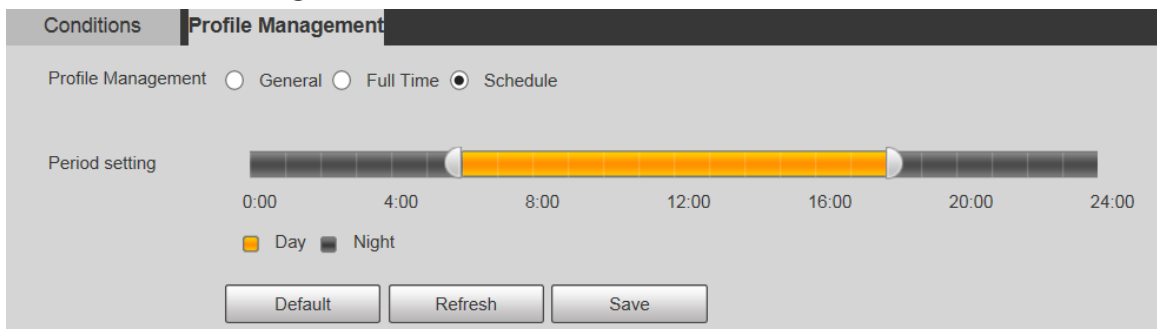 Conditions Profile Management
Profile Management General Full Time Schedule
Period setting
0:00 4:00 8:00 12:00 16:00 20:00 24:00
Day Night
Default Refresh Save